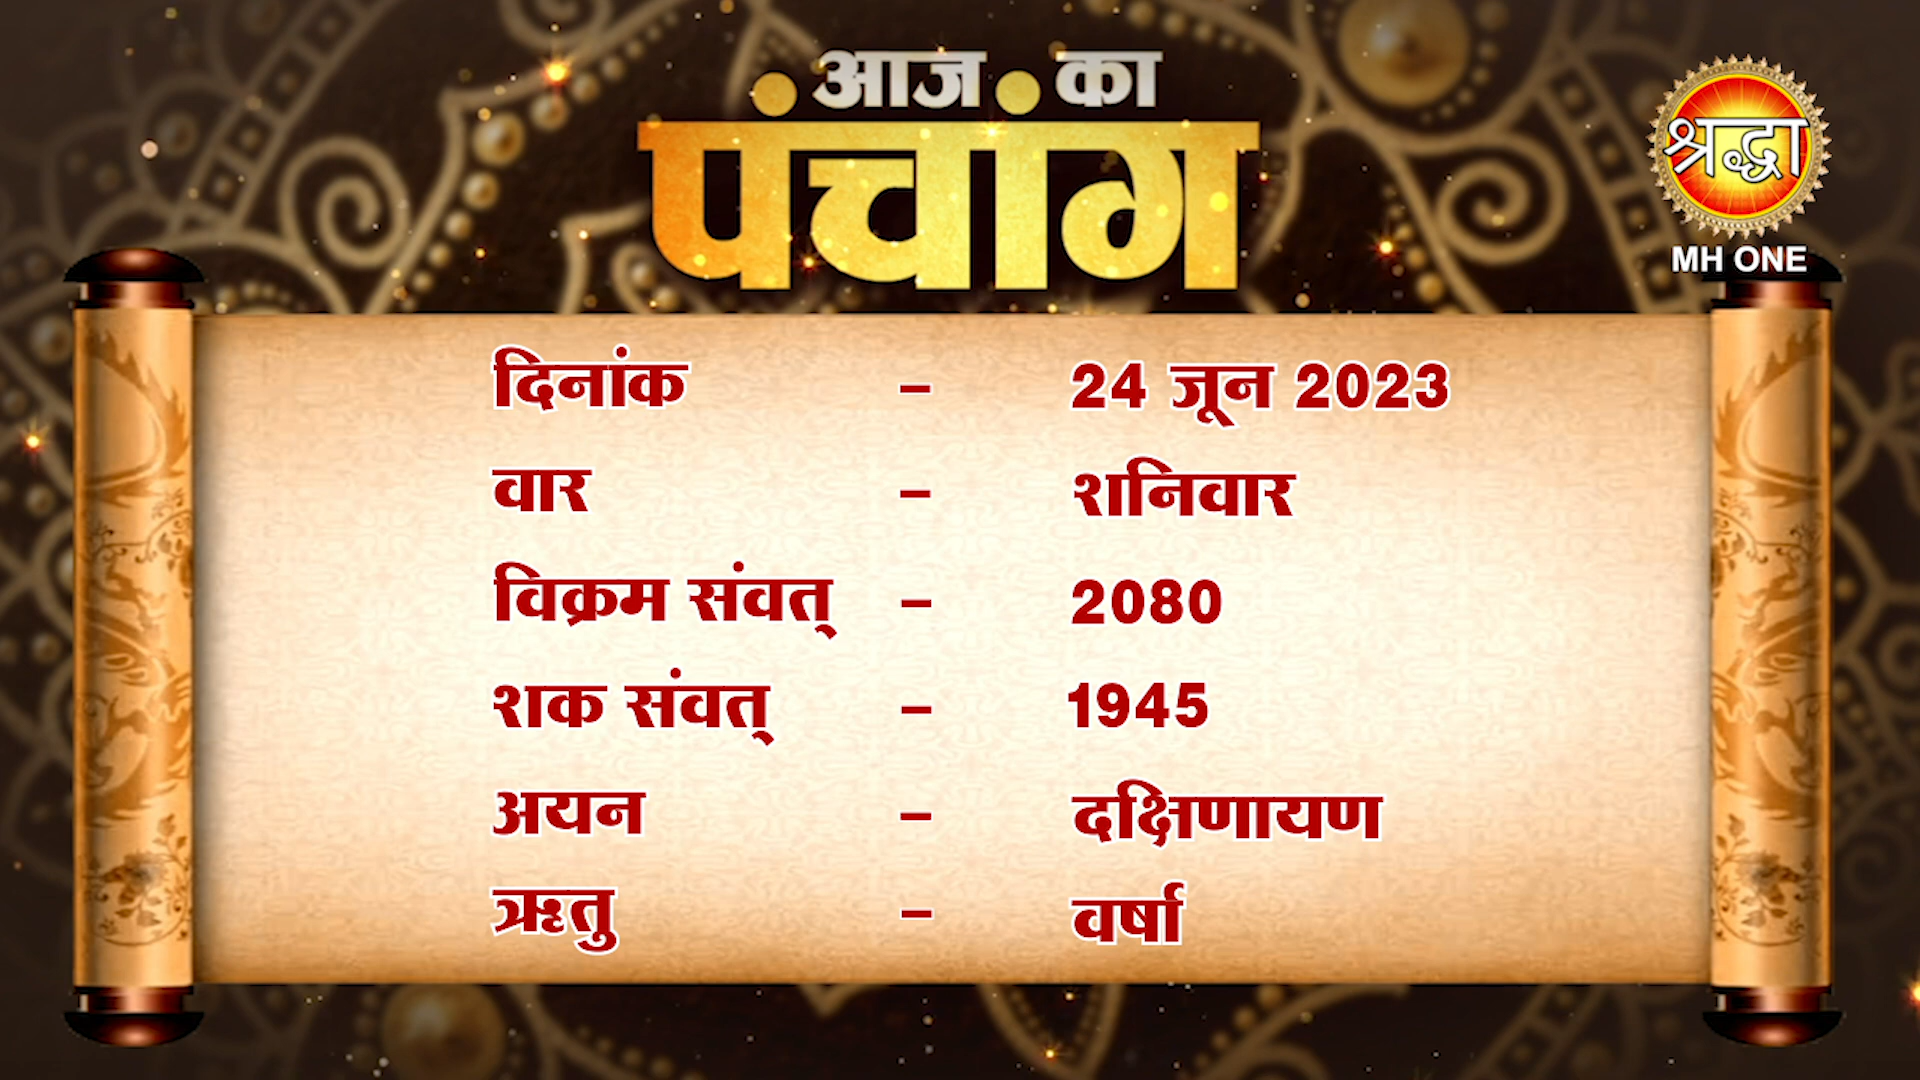 आज का
पंचांग
श्रद्धा
MH ONE
दिनांक - 24 जून 2023
वार - शनिवार
विक्रम संवत् - 2080
शक संवत् - 1945
अयन - दक्षिणायण
ऋतु - वर्षा